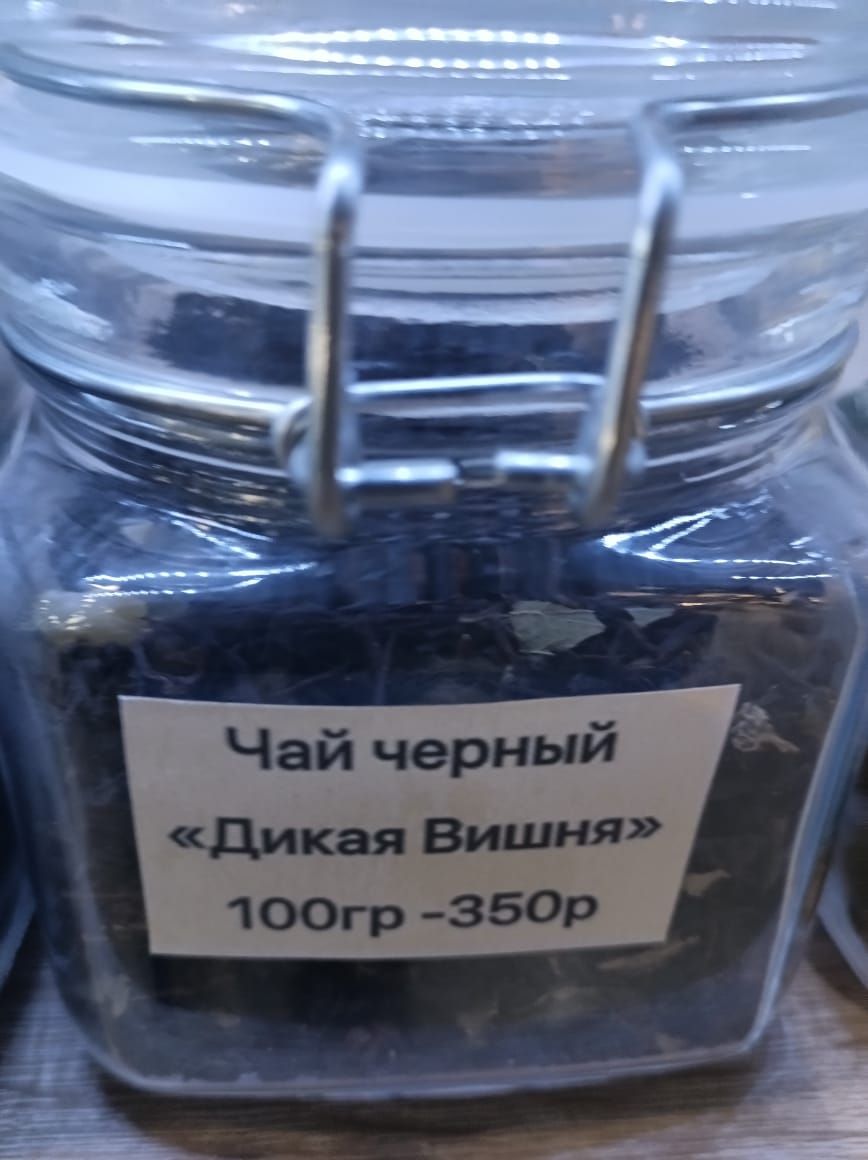 Чай черный
«Дикая Вишня»
100гр -350р